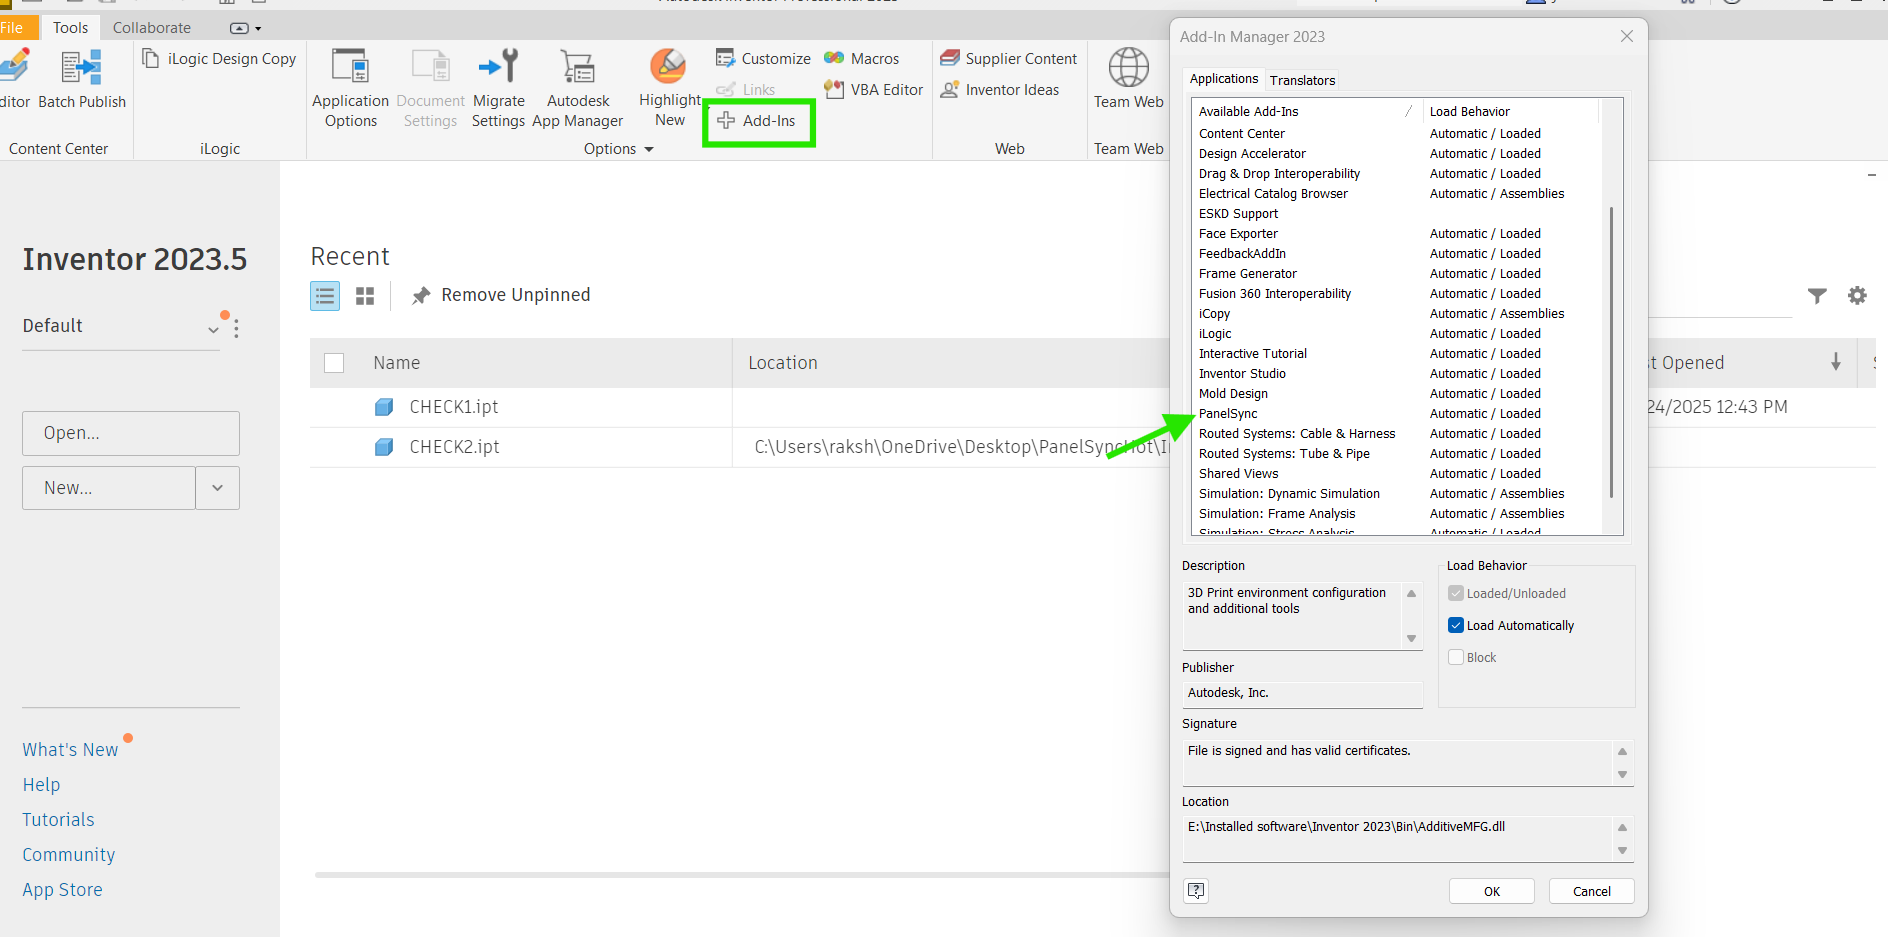 File
Tools
Collaborate
ditor
Batch Publish
Content Center
iLogic Design Copy
iLogic
Application
Options
Document
Settings
Migrate
Settings
Autodesk
App Manager
Highlight
New
Customize
Links
Add-Ins
Macros
VBA Editor
Options
Supplier Content
Inventor Ideas
Web
Team Web
Team Web
Inventor 2023.5
Default
Open...
New...
What's New
Help
Tutorials
Community
App Store
Recent
Remove Unpinned
Name
Location
t Opened
CHECK1.ipt
24/2025 12:43 PM
CHECK2.ipt
C:\Users\raksh\OneDrive\Desktop\PanelSyncHot\I
Add-In Manager 2023
Applications
Translators
Available Add-Ins / Load Behavior
Content Center Automatic / Loaded
Design Accelerator Automatic / Loaded
Drag & Drop Interoperability Automatic / Loaded
Electrical Catalog Browser Automatic / Assemblies
ESKD Support
Face Exporter Automatic / Loaded
FeedbackAddIn Automatic / Loaded
Frame Generator Automatic / Loaded
Fusion 360 Interoperability Automatic / Loaded
iCopy Automatic / Assemblies
iLogic Automatic / Loaded
Interactive Tutorial Automatic / Loaded
Inventor Studio Automatic / Loaded
Mold Design Automatic / Loaded
PanelSync Automatic / Loaded
Routed Systems: Cable & Harness Automatic / Loaded
Routed Systems: Tube & Pipe Automatic / Loaded
Shared Views Automatic / Loaded
Simulation: Dynamic Simulation Automatic / Assemblies
Simulation: Frame Analysis Automatic / Assemblies
Simulation: Stress Analysis Automatic / Loaded
Description
3D Print environment configuration
and additional tools
Load Behavior
Loaded/Unloaded
Load Automatically
Block
Publisher
Autodesk, Inc.
Signature
File is signed and has valid certificates.
Location
E:\Installed software\Inventor 2023\Bin\AdditiveMFG.dll
OK
Cancel